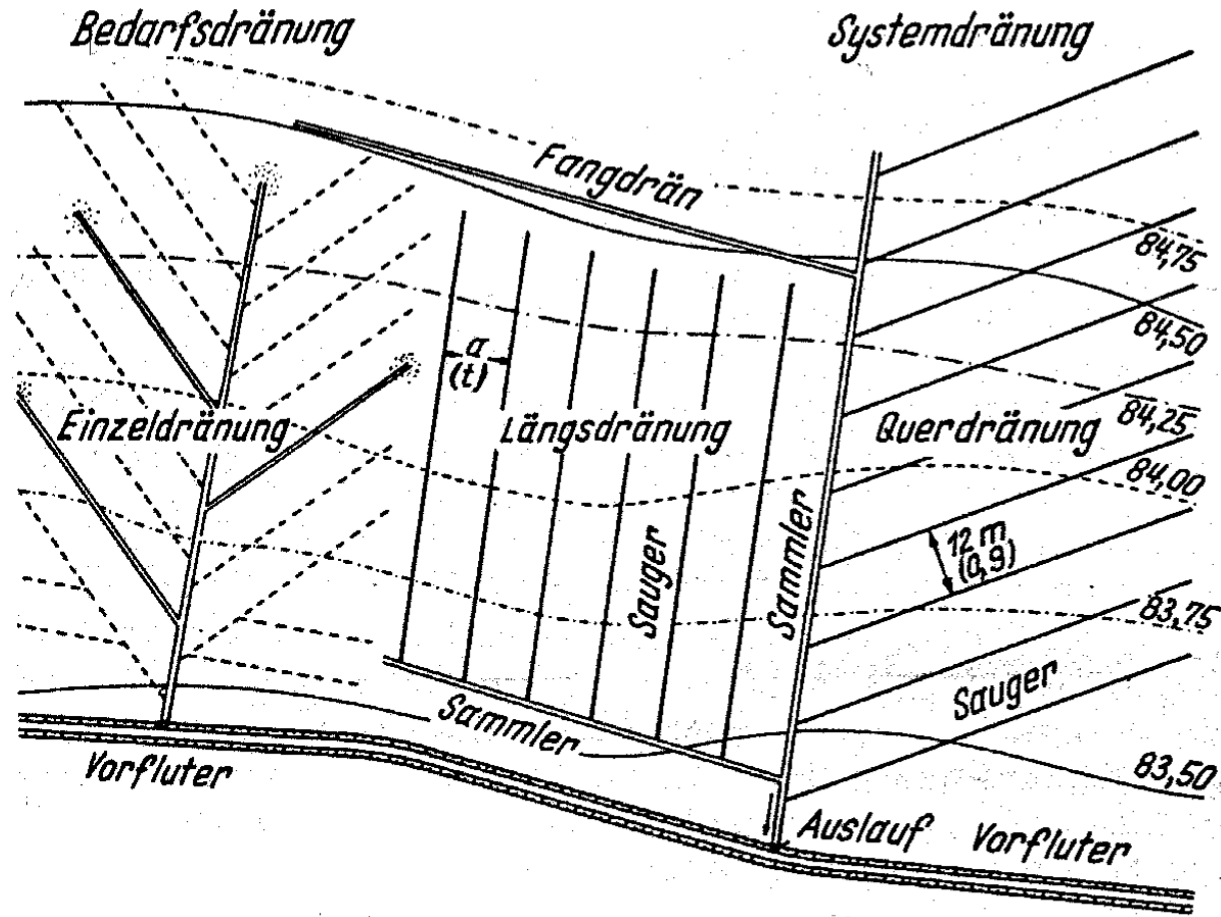 Bedarfsdränung
Systemdränung
Fangdrän
84,75
84,50
a
(t)
84,25
Einzeldränung
Längsdränung
Querdränung
84,00
12 m
(0,9)
Sauger
Sammler
83,75
Sauger
Sammler
Vorfluter
83,50
Auslauf
Vorfluter